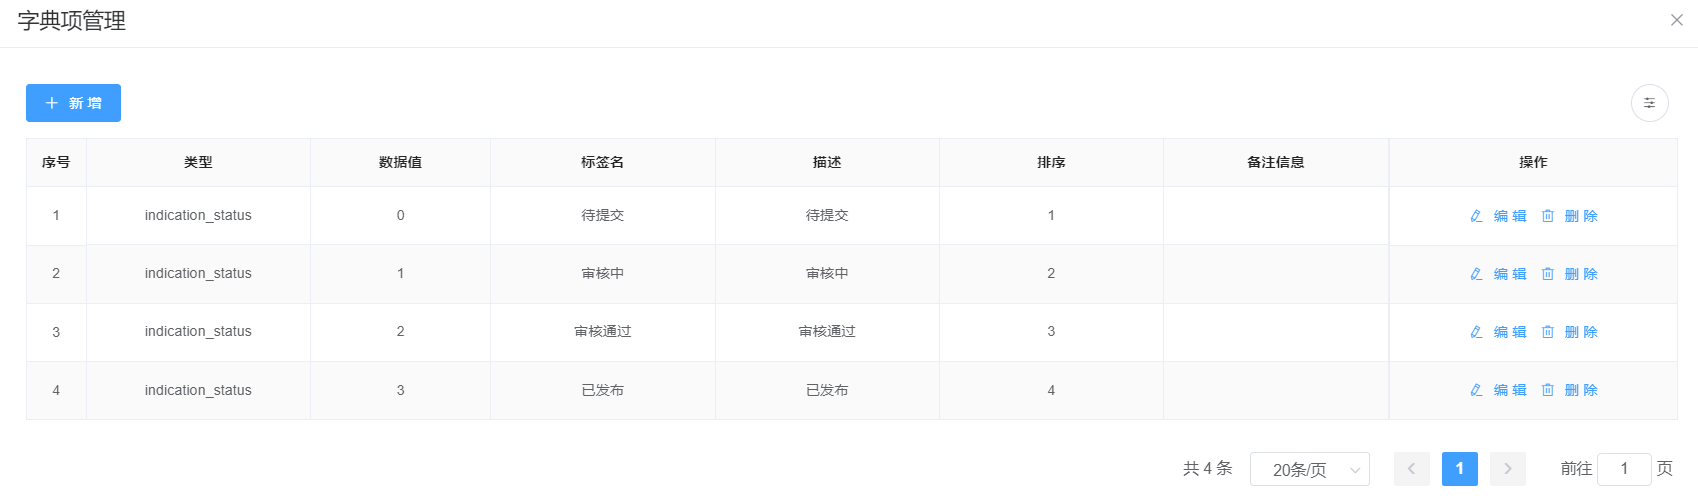 字典项管理
新 增
序号 类型 数据值 标签名 描述 排序 备注信息 操作
1 indication_status 0 待提交 待提交 1 编 辑 删 除
2 indication_status 1 审核中 审核中 2 编 辑 删 除
3 indication_status 2 审核通过 审核通过 3 编 辑 删 除
4 indication_status 3 已发布 已发布 4 编 辑 删 除
共 4 条 20条/页 1 前往 1 页